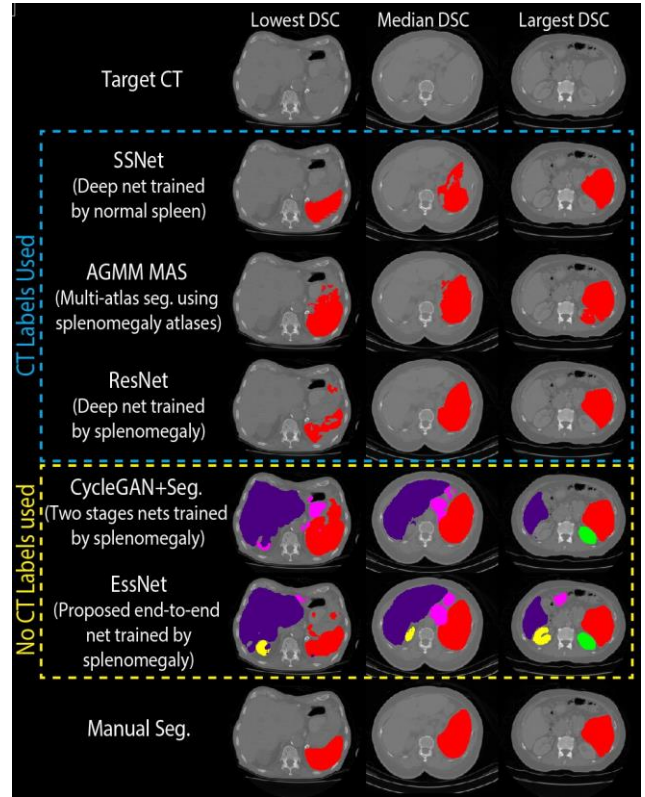 Lowest DSC Median DSC Largest DSC
Target CT
CT Labels Used
SSNet
(Deep net trained
by normal spleen)
AGMM MAS
(Multi-atlas seg. using
splenomegaly atlases)
ResNet
(Deep net trained
by splenomegaly)
No CT Labels used
CycleGAN+Seg.
(Two stages nets trained
by splenomegaly)
EssNet
(Proposed end-to-end
net trained by
splenomegaly)
Manual Seg.